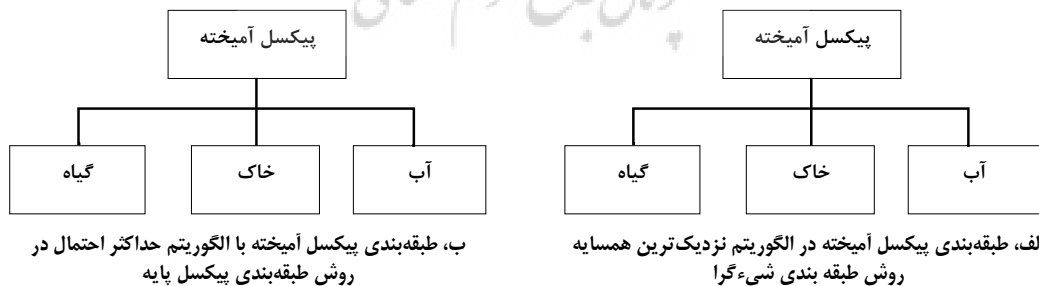 پیکسل آمیخته
آب
خاک
گیاه
لف، طبقه‌بندی پیکسل آمیخته در الگوریتم نزدیک‌ترین همسایه
روش طبقه بندی شیءگرا
پیکسل آمیخته
آب
خاک
گیاه
ب، طبقه‌بندی پیکسل آمیخته با الگوریتم حداکثر احتمال در
روش طبقه‌بندی پیکسل پایه